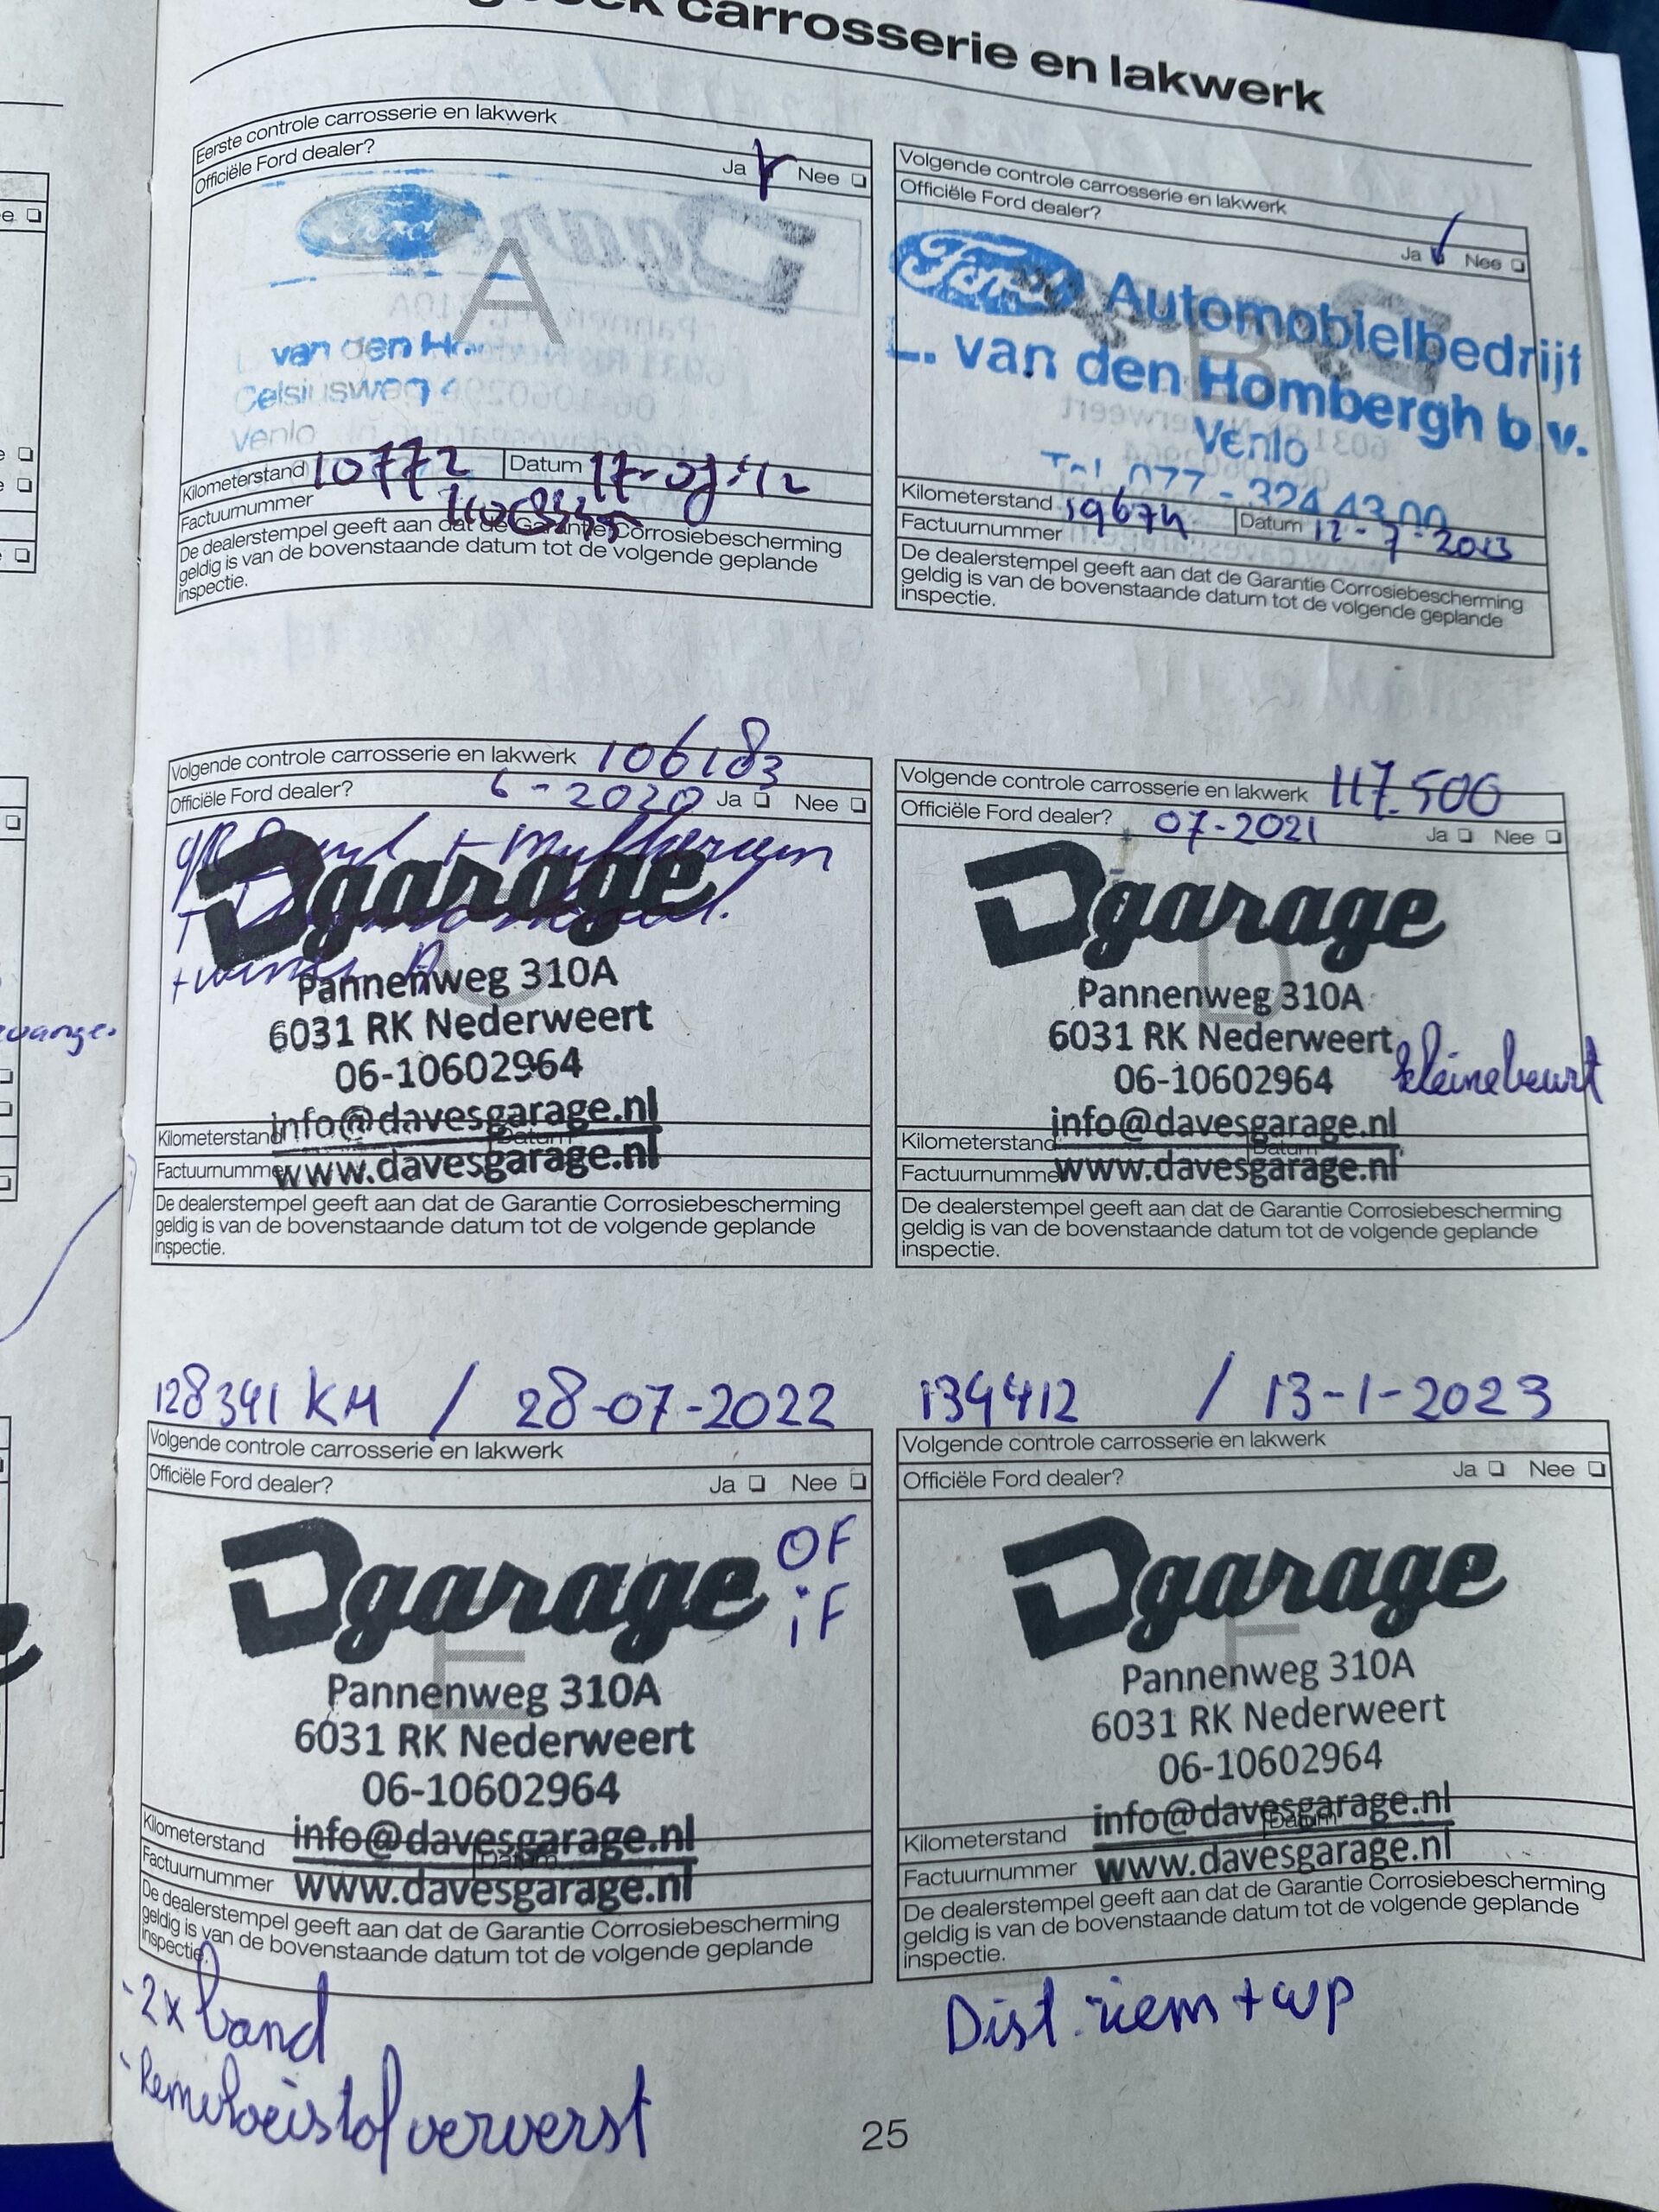 carrosserie en lakwerk
Eerste controle carrosserie en lakwerk
Officiële Ford dealer?
Ja Nee
Ford
A
van den
Celsiusweg
Venlo
Kilometerstand 10772 Datum
Factuurnummer
De dealerstempel geeft aan dat de Garantie Corrosiebescherming
geldig is van de bovenstaande datum tot de volgende geplande
inspectie.
Volgende controle carrosserie en lakwerk
Officiële Ford dealer?
Ja Nee
Ford Automobielbedrijf
L. van den Hombergh b.v.
Venlo
Tel. 077 - 324 43 00
Kilometerstand 19674 Datum 12-7-2013
Factuurnummer
De dealerstempel geeft aan dat de Garantie Corrosiebescherming
geldig is van de bovenstaande datum tot de volgende geplande
inspectie.
Volgende controle carrosserie en lakwerk 106183
Officiële Ford dealer? 6-2020 Ja Nee
Dgarage
Pannenweg 310A
6031 RK Nederweert
06-10602964
info@davesgarage.nl
Kilometerstand Datum
www.davesgarage.nl
De dealerstempel geeft aan dat de Garantie Corrosiebescherming
geldig is van de bovenstaande datum tot de volgende geplande
inspectie.
Volgende controle carrosserie en lakwerk 117.500
Officiële Ford dealer? 07-2021 Ja Nee
Dgarage
D
Pannenweg 310A
6031 RK Nederweert
kleine beurt
06-10602964
info@davesgarage.nl
Kilometerstand Datum
www.davesgarage.nl
De dealerstempel geeft aan dat de Garantie Corrosiebescherming
geldig is van de bovenstaande datum tot de volgende geplande
inspectie.
128341 KM / 28-07-2022
Volgende controle carrosserie en lakwerk
Officiële Ford dealer? Ja Nee
Dgarage OF
iF
E
Pannenweg 310A
6031 RK Nederweert
06-10602964
Kilometerstand info@davesgarage.nl
Datum
Factuurnummer www.davesgarage.nl
De dealerstempel geeft aan dat de Garantie Corrosiebescherming
geldig is van de bovenstaande datum tot de volgende geplande
inspectie.
- 2x band
- Remvloeistof ververst
134412 / 13-1-2023
Volgende controle carrosserie en lakwerk
Officiële Ford dealer? Ja Nee
Dgarage
F
Pannenweg 310A
6031 RK Nederweert
06-10602964
Kilometerstand info@davesgarage.nl
Datum
Factuurnummer www.davesgarage.nl
De dealerstempel geeft aan dat de Garantie Corrosiebescherming
geldig is van de bovenstaande datum tot de volgende geplande
inspectie.
Dist. riem + wp
25